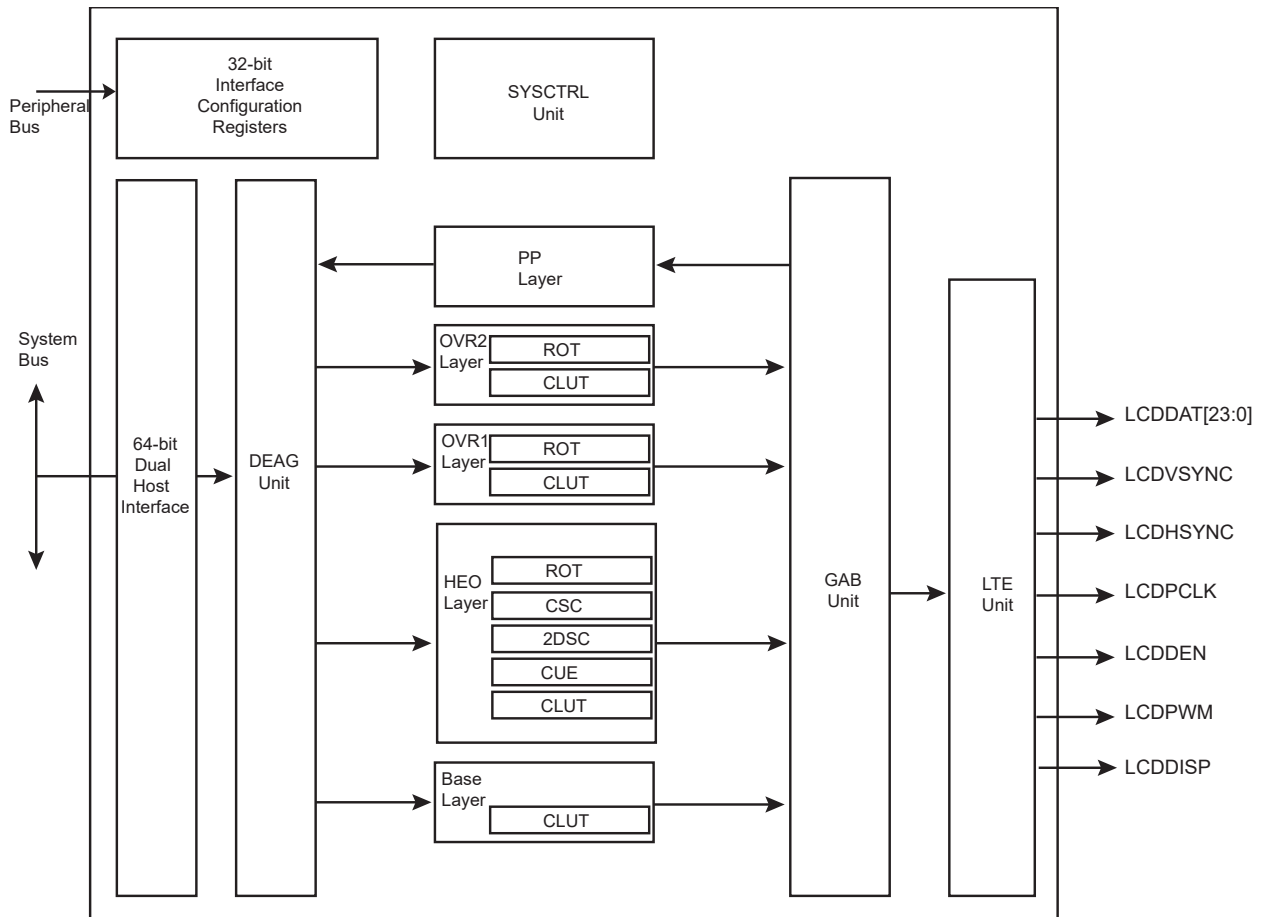 32-bit
Interface
Configuration
Registers
SYSCTRL
Unit
Peripheral
Bus
System
Bus
64-bit
Dual
Host
Interface
DEAG
Unit
PP
Layer
OVR2
Layer
ROT
CLUT
OVR1
Layer
ROT
CLUT
HEO
Layer
ROT
CSC
2DSC
CUE
CLUT
Base
Layer
CLUT
GAB
Unit
LTE
Unit
LCDDAT[23:0]
LCDVSYNC
LCDHSYNC
LCDPCLK
LCDDEN
LCDPWM
LCDDISP